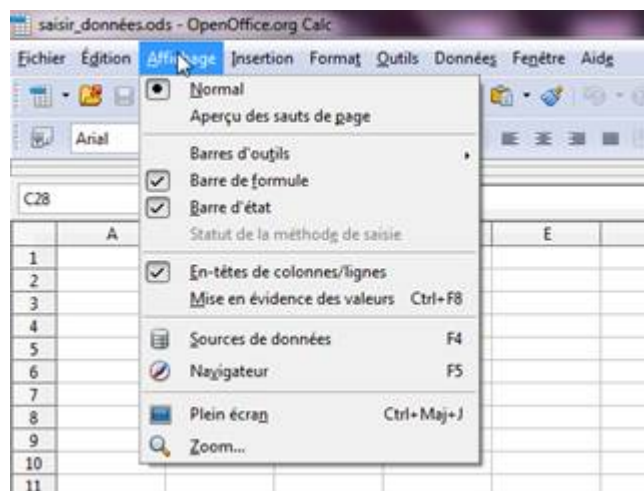 saisir_données.ods - OpenOffice.org Calc
Fichier Édition Affichage Insertion Format Outils Données Fenêtre Aide
Normal
Aperçu des sauts de page
Arial
Barres d'outils
Barre de formule
C28
Barre d'état
Statut de la méthode de saisie
A E
En-têtes de colonnes/lignes
Mise en évidence des valeurs Ctrl+F8
Sources de données F4
Navigateur F5
Plein écran Ctrl+Maj+J
Zoom...
1
2
3
4
5
6
7
8
9
10
11